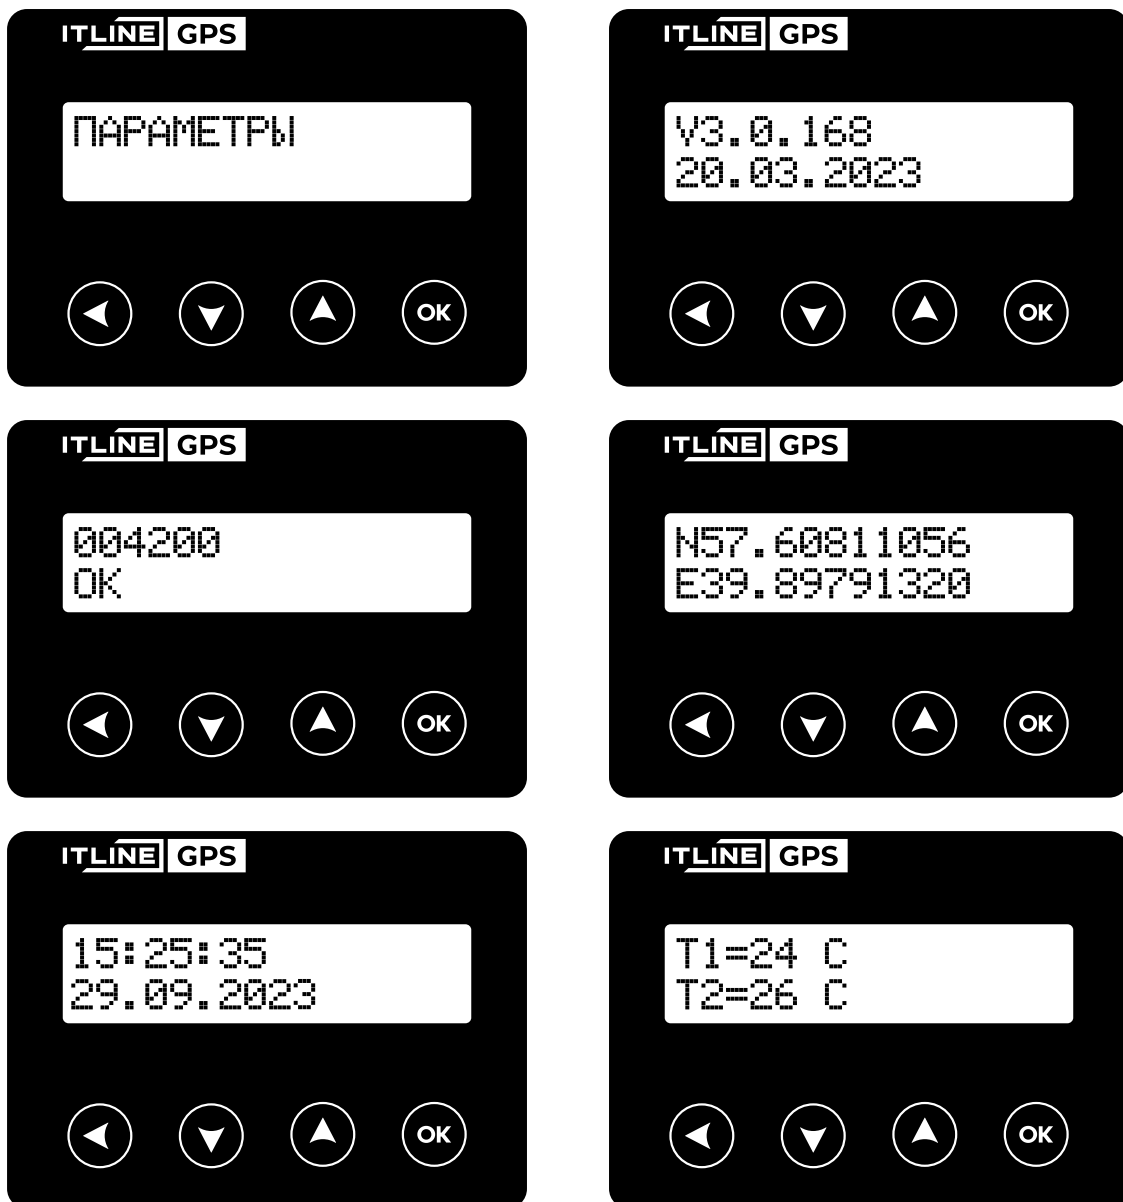 ITLINE GPS
ПАРАМЕТРЫ
OK
ITLINE GPS
V3.0.168
20.03.2023
OK
ITLINE GPS
004200
OK
OK
ITLINE GPS
N57.60811056
E39.89791320
OK
ITLINE GPS
15:25:35
29.09.2023
OK
ITLINE GPS
T1=24 C
T2=26 C
OK